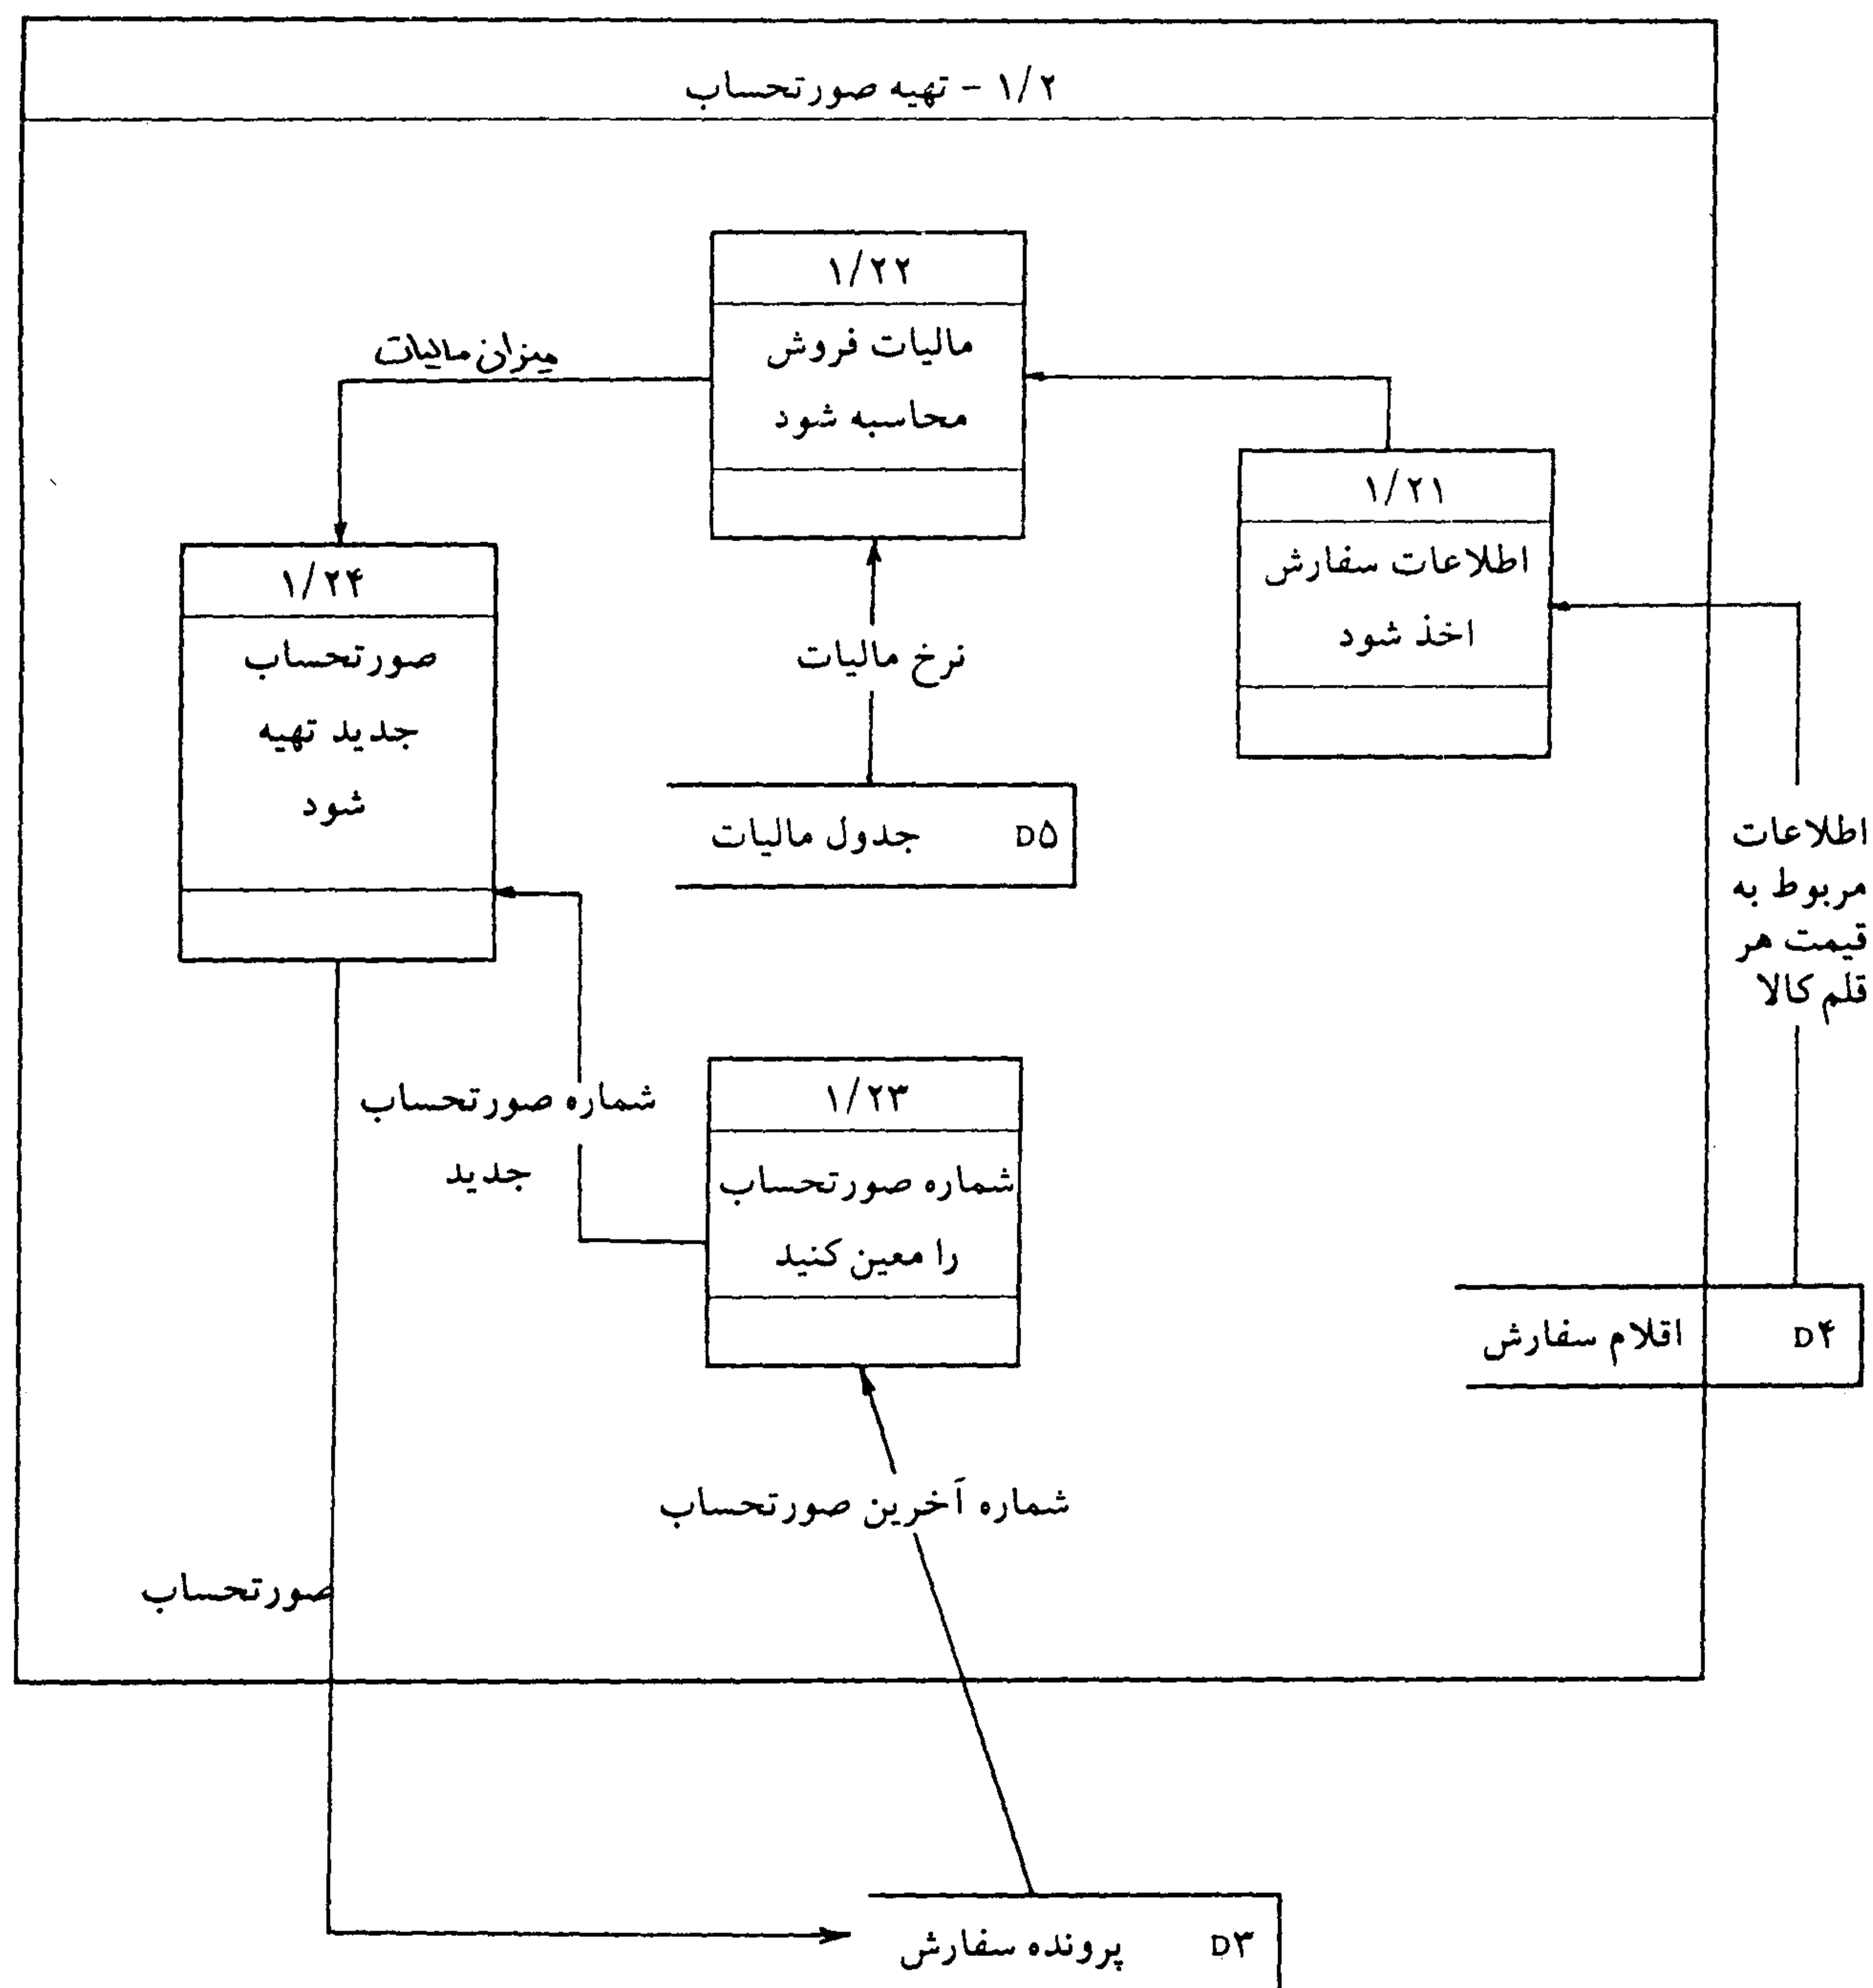 ۱/۲ - تهیه صورتحساب
۱/۲۲
مالیات فروش
محاسبه شود
میزان مالیات
۱/۲۱
اطلاعات سفارش
اخذ شود
۱/۲۴
صورتحساب
جدید تهیه
شود
نرخ مالیات
D۵ جدول مالیات
اطلاعات
مربوط به
قیمت هر
قلم کالا
۱/۲۳
شماره صورتحساب
را معین کنید
شماره صورتحساب
جدید
D۴ اقلام سفارش
شماره آخرین صورتحساب
صورتحساب
D۳ پرونده سفارش